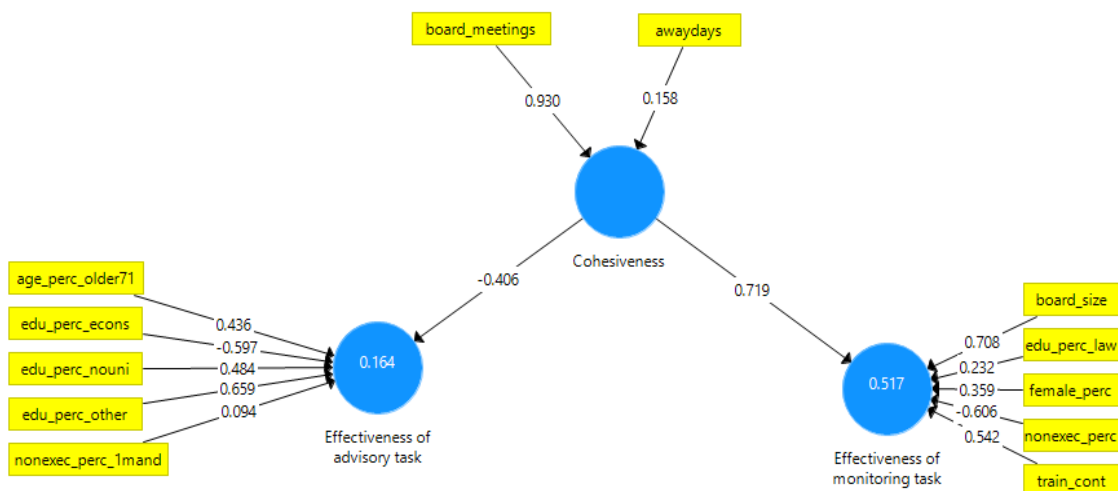 board_meetings
awaydays
0.930
0.158
Cohesiveness
-0.406
0.719
age_perc_older71
edu_perc_econs
edu_perc_nouni
edu_perc_other
nonexec_perc_1mand
0.436
-0.597
0.484
0.659
0.094
0.164
Effectiveness of
advisory task
0.517
Effectiveness of
monitoring task
0.708
0.232
0.359
-0.606
0.542
board_size
edu_perc_law
female_perc
nonexec_perc
train_cont